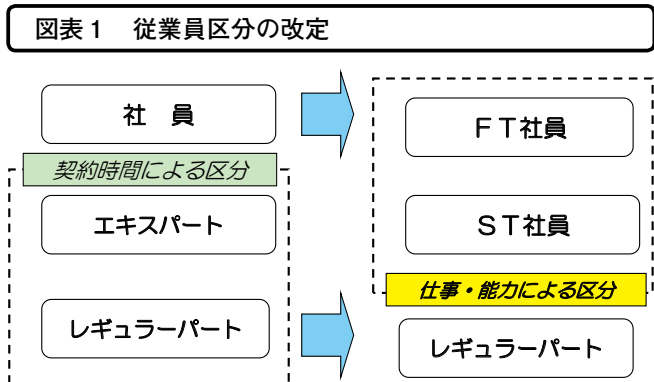 図表1　従業員区分の改定
社　員
契約時間による区分
エキスパート
レギュラーパート
ＦＴ社員
ＳＴ社員
仕事・能力による区分
レギュラーパート